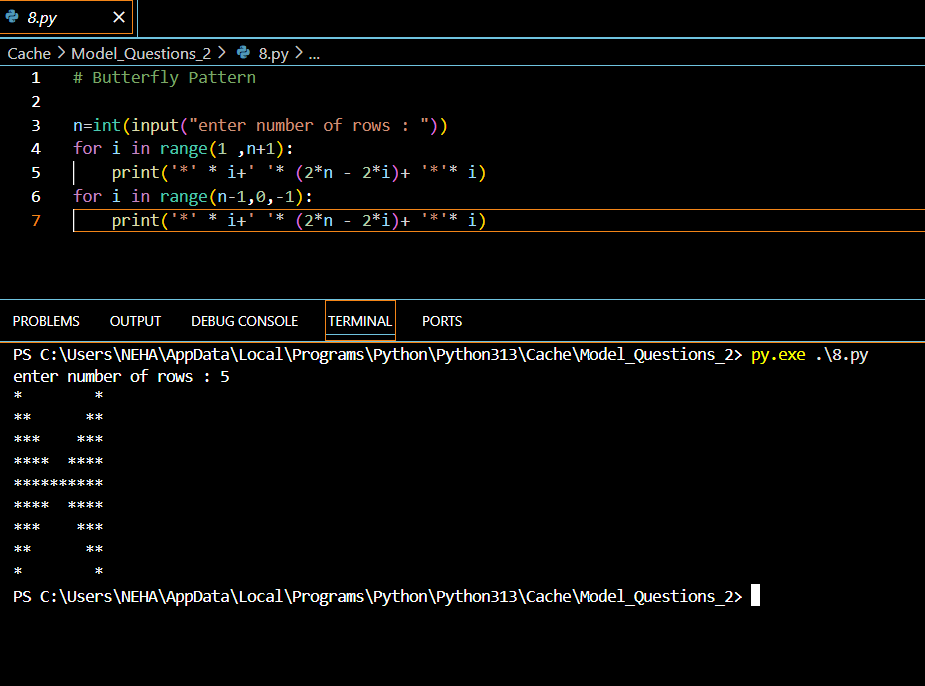 8.py
Cache > Model_Questions_2 > 8.py > ...
1 # Butterfly Pattern
2
3 n=int(input("enter number of rows : "))
4 for i in range(1 ,n+1):
5     print('*' * i+' '* (2*n - 2*i)+ '*'* i)
6 for i in range(n-1,0,-1):
7     print('*' * i+' '* (2*n - 2*i)+ '*'* i)
PROBLEMS OUTPUT DEBUG CONSOLE TERMINAL PORTS
PS C:\Users\NEHA\AppData\Local\Programs\Python\Python313\Cache\Model_Questions_2> py.exe .\8.py
enter number of rows : 5
*        *
**      **
***    ***
****  ****
**********
****  ****
***    ***
**      **
*        *
PS C:\Users\NEHA\AppData\Local\Programs\Python\Python313\Cache\Model_Questions_2>